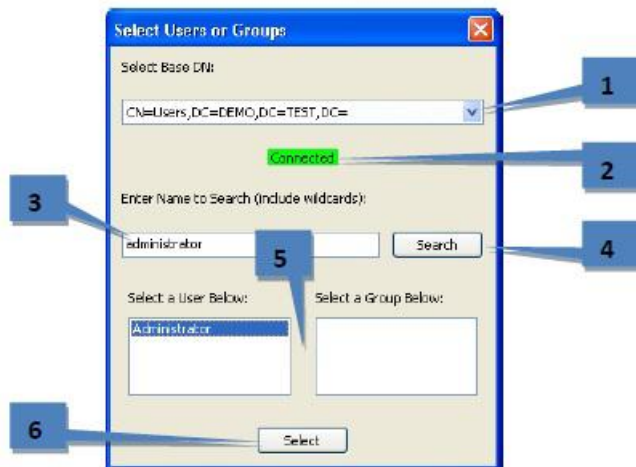 Select Users or Groups
Select Base DN:
1
CN=Users,DC=DEMO,DC=TEST,DC=
Connected
2
Enter Name to Search (include wildcards):
3
administrator
Search
4
5
Select a User Below:
Select a Group Below:
Administrator
6
Select